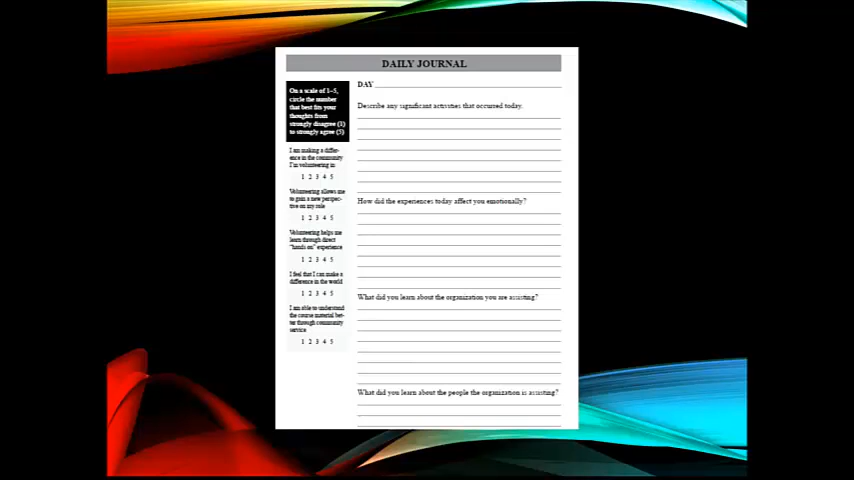 DAILY JOURNAL
On a scale of 1-5,
circle the number
that best fits your
thoughts from
strongly disagree (1)
to strongly agree (5)
I am making a differ-
ence in the community
I'm volunteering in
1 2 3 4 5
Volunteering allows me
to gain a new perspec-
tive on my role
1 2 3 4 5
Volunteering helps me
learn through direct
"hands on" experience
1 2 3 4 5
I feel that I can make a
difference in the world
1 2 3 4 5
I am able to understand
the course material bet-
ter through community
service
1 2 3 4 5
DAY
Describe any significant activities that occurred today.
How did the experiences today affect you emotionally?
What did you learn about the organization you are assisting?
What did you learn about the people the organization is assisting?